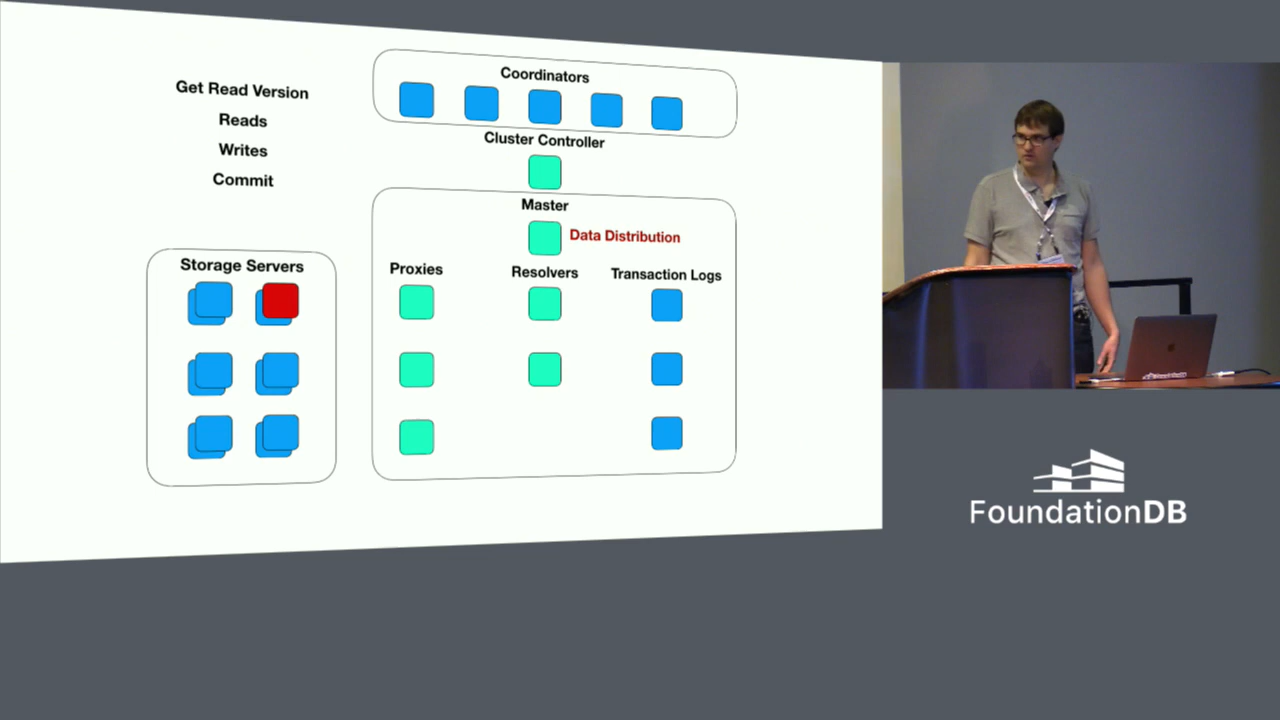 Get Read Version
Reads
Writes
Commit
Coordinators
Cluster Controller
Master
Data Distribution
Storage Servers
Proxies
Resolvers
Transaction Logs
FoundationDB